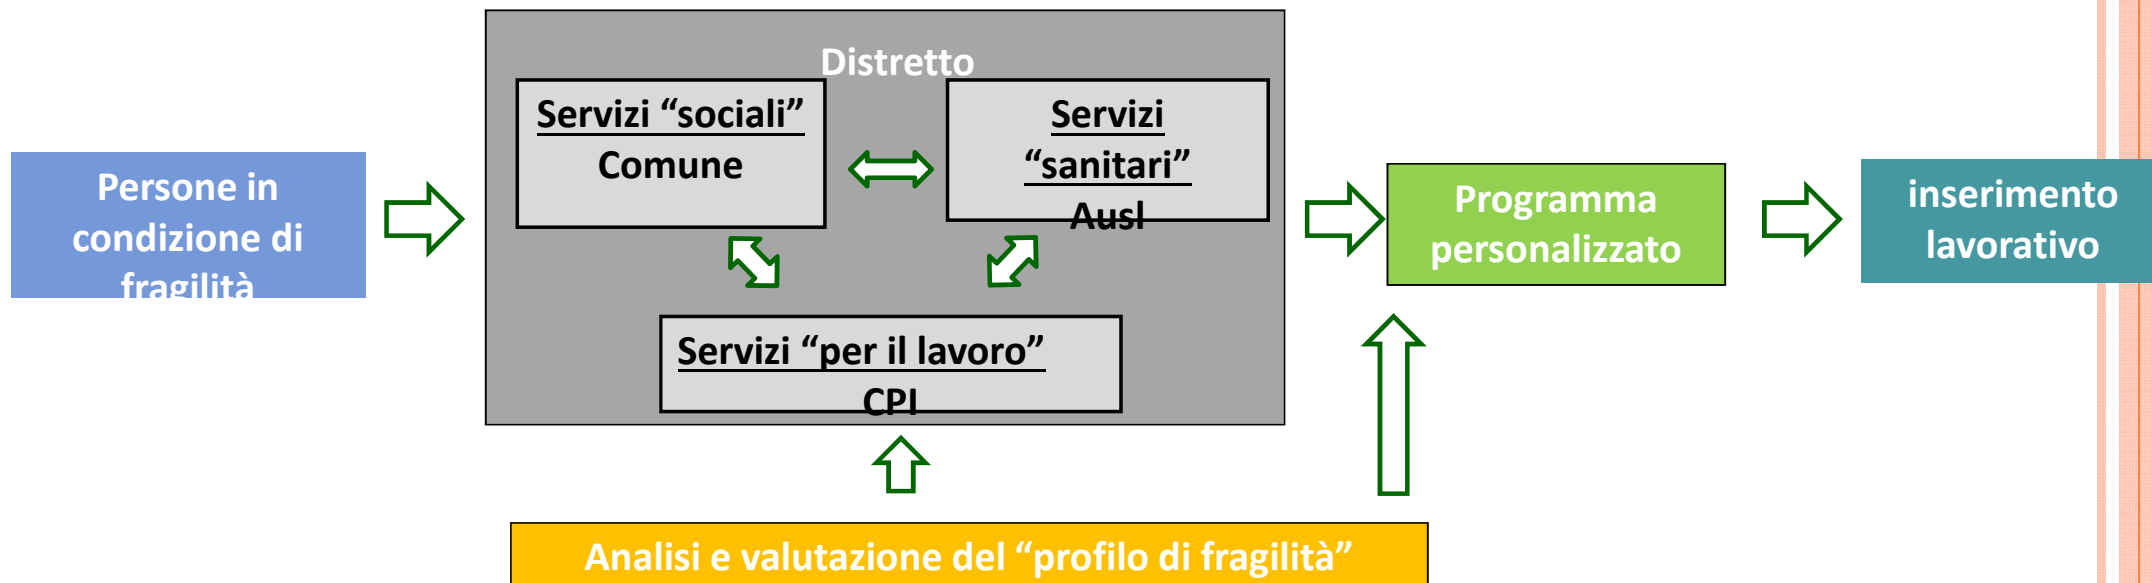 Distretto
Servizi “sociali”
Comune
Servizi
“sanitari”
Ausl
Persone in
condizione di
fragilità
Programma
personalizzato
inserimento
lavorativo
Servizi “per il lavoro”
CPI
Analisi e valutazione del “profilo di fragilità”